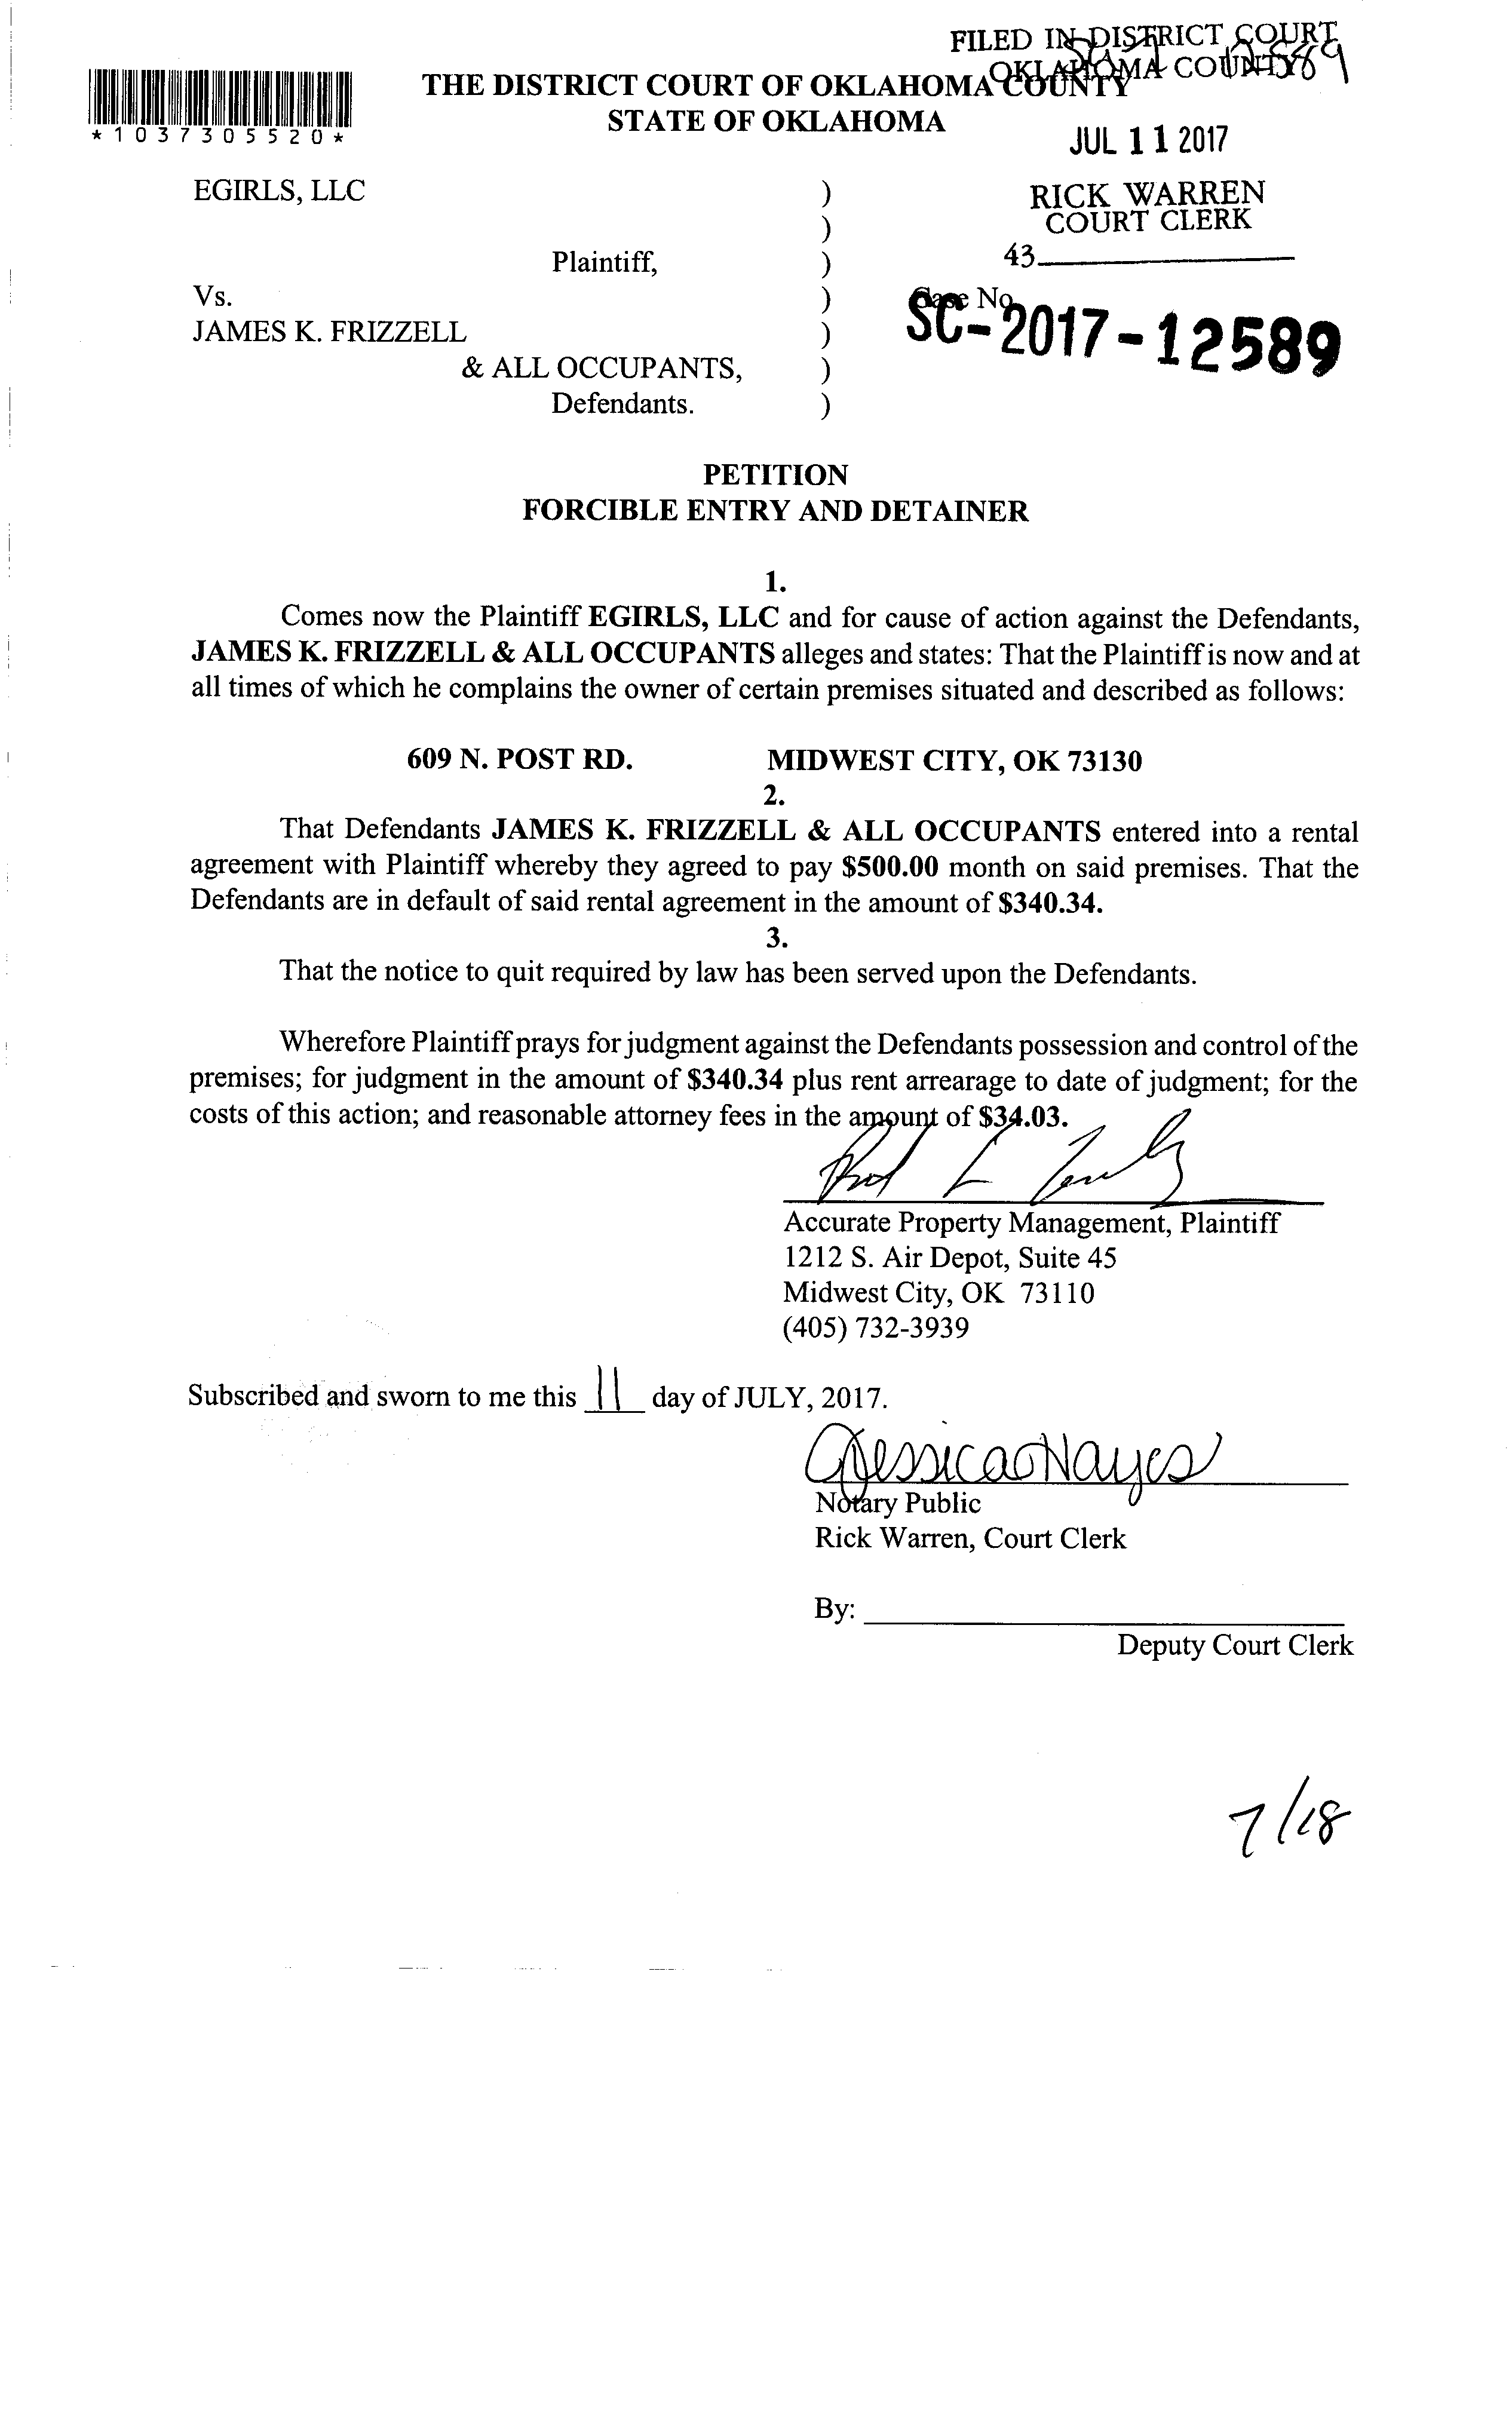 FILED IN DISTRICT COURT
OKLAHOMA COUNTY
THE DISTRICT COURT OF OKLAHOMA COUNTY
STATE OF OKLAHOMA
*1037305520*
JUL 11 2017
EGIRLS, LLC )
RICK WARREN
COURT CLERK
)
Plaintiff, )
43
Vs. ) Case No.
JAMES K. FRIZZELL ) SC-2017-12589
& ALL OCCUPANTS, )
Defendants. )
PETITION
FORCIBLE ENTRY AND DETAINER
1.
Comes now the Plaintiff EGIRLS, LLC and for cause of action against the Defendants,
JAMES K. FRIZZELL & ALL OCCUPANTS alleges and states: That the Plaintiff is now and at
all times of which he complains the owner of certain premises situated and described as follows:
609 N. POST RD. MIDWEST CITY, OK 73130
2.
That Defendants JAMES K. FRIZZELL & ALL OCCUPANTS entered into a rental
agreement with Plaintiff whereby they agreed to pay $500.00 month on said premises. That the
Defendants are in default of said rental agreement in the amount of $340.34.
3.
That the notice to quit required by law has been served upon the Defendants.
Wherefore Plaintiff prays for judgment against the Defendants possession and control of the
premises; for judgment in the amount of $340.34 plus rent arrearage to date of judgment; for the
costs of this action; and reasonable attorney fees in the amount of $34.03.
Accurate Property Management, Plaintiff
1212 S. Air Depot, Suite 45
Midwest City, OK 73110
(405) 732-3939
Subscribed and sworn to me this 11 day of JULY, 2017.
Jessica Hayes
Notary Public
Rick Warren, Court Clerk
By:
Deputy Court Clerk
7/18